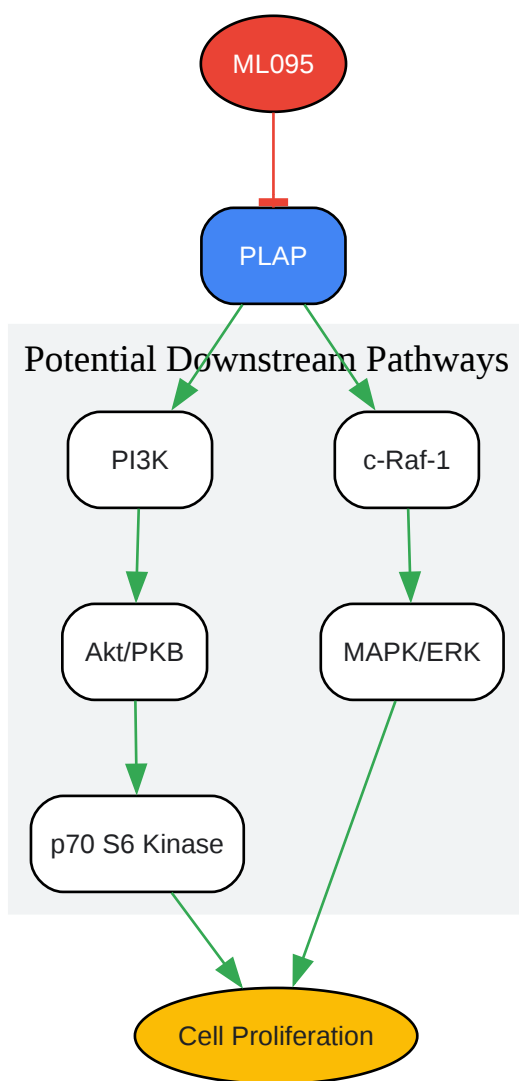 ML095
PLAP
Potential Downstream Pathways
PI3K
c-Raf-1
Akt/PKB
MAPK/ERK
p70 S6 Kinase
Cell Proliferation